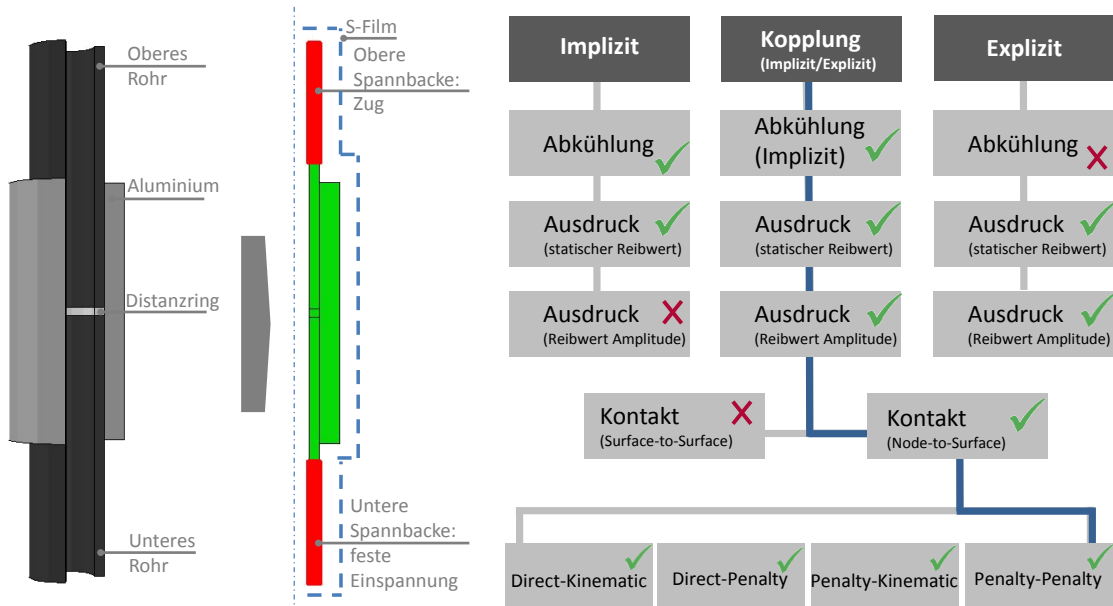 Oberes
Rohr
Aluminium
Distanzring
Unteres
Rohr
S-Film
Obere
Spannbacke:
Zug
Untere
Spannbacke:
feste
Einspannung
Implizit
Kopplung
(Implizit/Explizit)
Explizit
Abkühlung
Abkühlung
(Implizit)
Abkühlung
Ausdruck
(statischer Reibwert)
Ausdruck
(statischer Reibwert)
Ausdruck
(statischer Reibwert)
Ausdruck
(Reibwert Amplitude)
Ausdruck
(Reibwert Amplitude)
Ausdruck
(Reibwert Amplitude)
Kontakt
(Surface-to-Surface)
Kontakt
(Node-to-Surface)
Direct-Kinematic
Direct-Penalty
Penalty-Kinematic
Penalty-Penalty